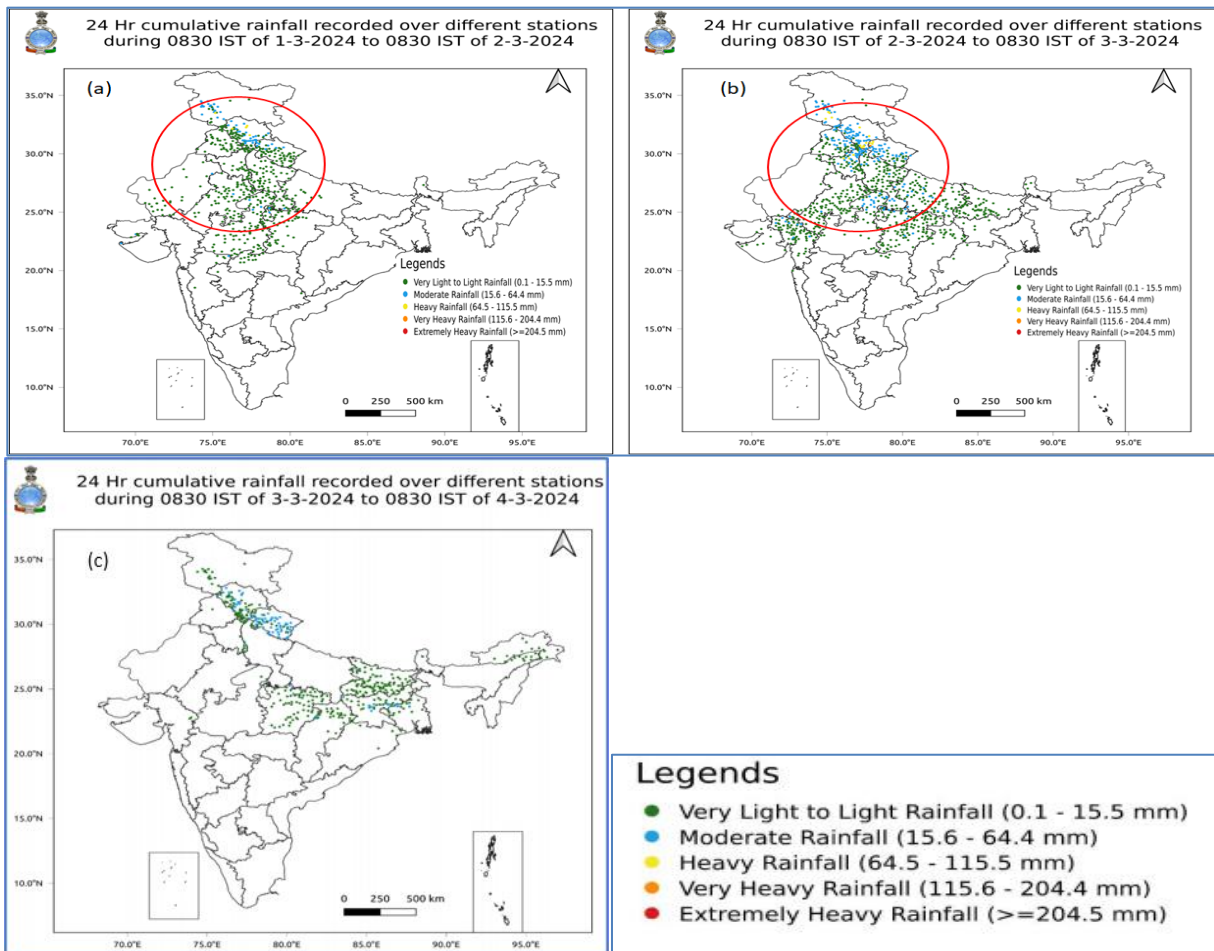 24 Hr cumulative rainfall recorded over different stations
during 0830 IST of 1-3-2024 to 0830 IST of 2-3-2024
(a)
35.0°N
30.0°N
25.0°N
20.0°N
15.0°N
10.0°N
Legends
Very Light to Light Rainfall (0.1 - 15.5 mm)
Moderate Rainfall (15.6 - 64.4 mm)
Heavy Rainfall (64.5 - 115.5 mm)
Very Heavy Rainfall (115.6 - 204.4 mm)
Extremely Heavy Rainfall (>=204.5 mm)
0 250 500 km
70.0°E 75.0°E 80.0°E 85.0°E 90.0°E 95.0°E
24 Hr cumulative rainfall recorded over different stations
during 0830 IST of 2-3-2024 to 0830 IST of 3-3-2024
(b)
35.0°N
30.0°N
25.0°N
20.0°N
15.0°N
10.0°N
Legends
Very Light to Light Rainfall (0.1 - 15.5 mm)
Moderate Rainfall (15.6 - 64.4 mm)
Heavy Rainfall (64.5 - 115.5 mm)
Very Heavy Rainfall (115.6 - 204.4 mm)
Extremely Heavy Rainfall (>=204.5 mm)
0 250 500 km
70.0°E 75.0°E 80.0°E 85.0°E 90.0°E 95.0°E
24 Hr cumulative rainfall recorded over different stations
during 0830 IST of 3-3-2024 to 0830 IST of 4-3-2024
(c)
35.0°N
30.0°N
25.0°N
20.0°N
15.0°N
10.0°N
0 250 500 km
70.0°E 75.0°E 80.0°E 85.0°E 90.0°E 95.0°E
Legends
Very Light to Light Rainfall (0.1 - 15.5 mm)
Moderate Rainfall (15.6 - 64.4 mm)
Heavy Rainfall (64.5 - 115.5 mm)
Very Heavy Rainfall (115.6 - 204.4 mm)
Extremely Heavy Rainfall (>=204.5 mm)